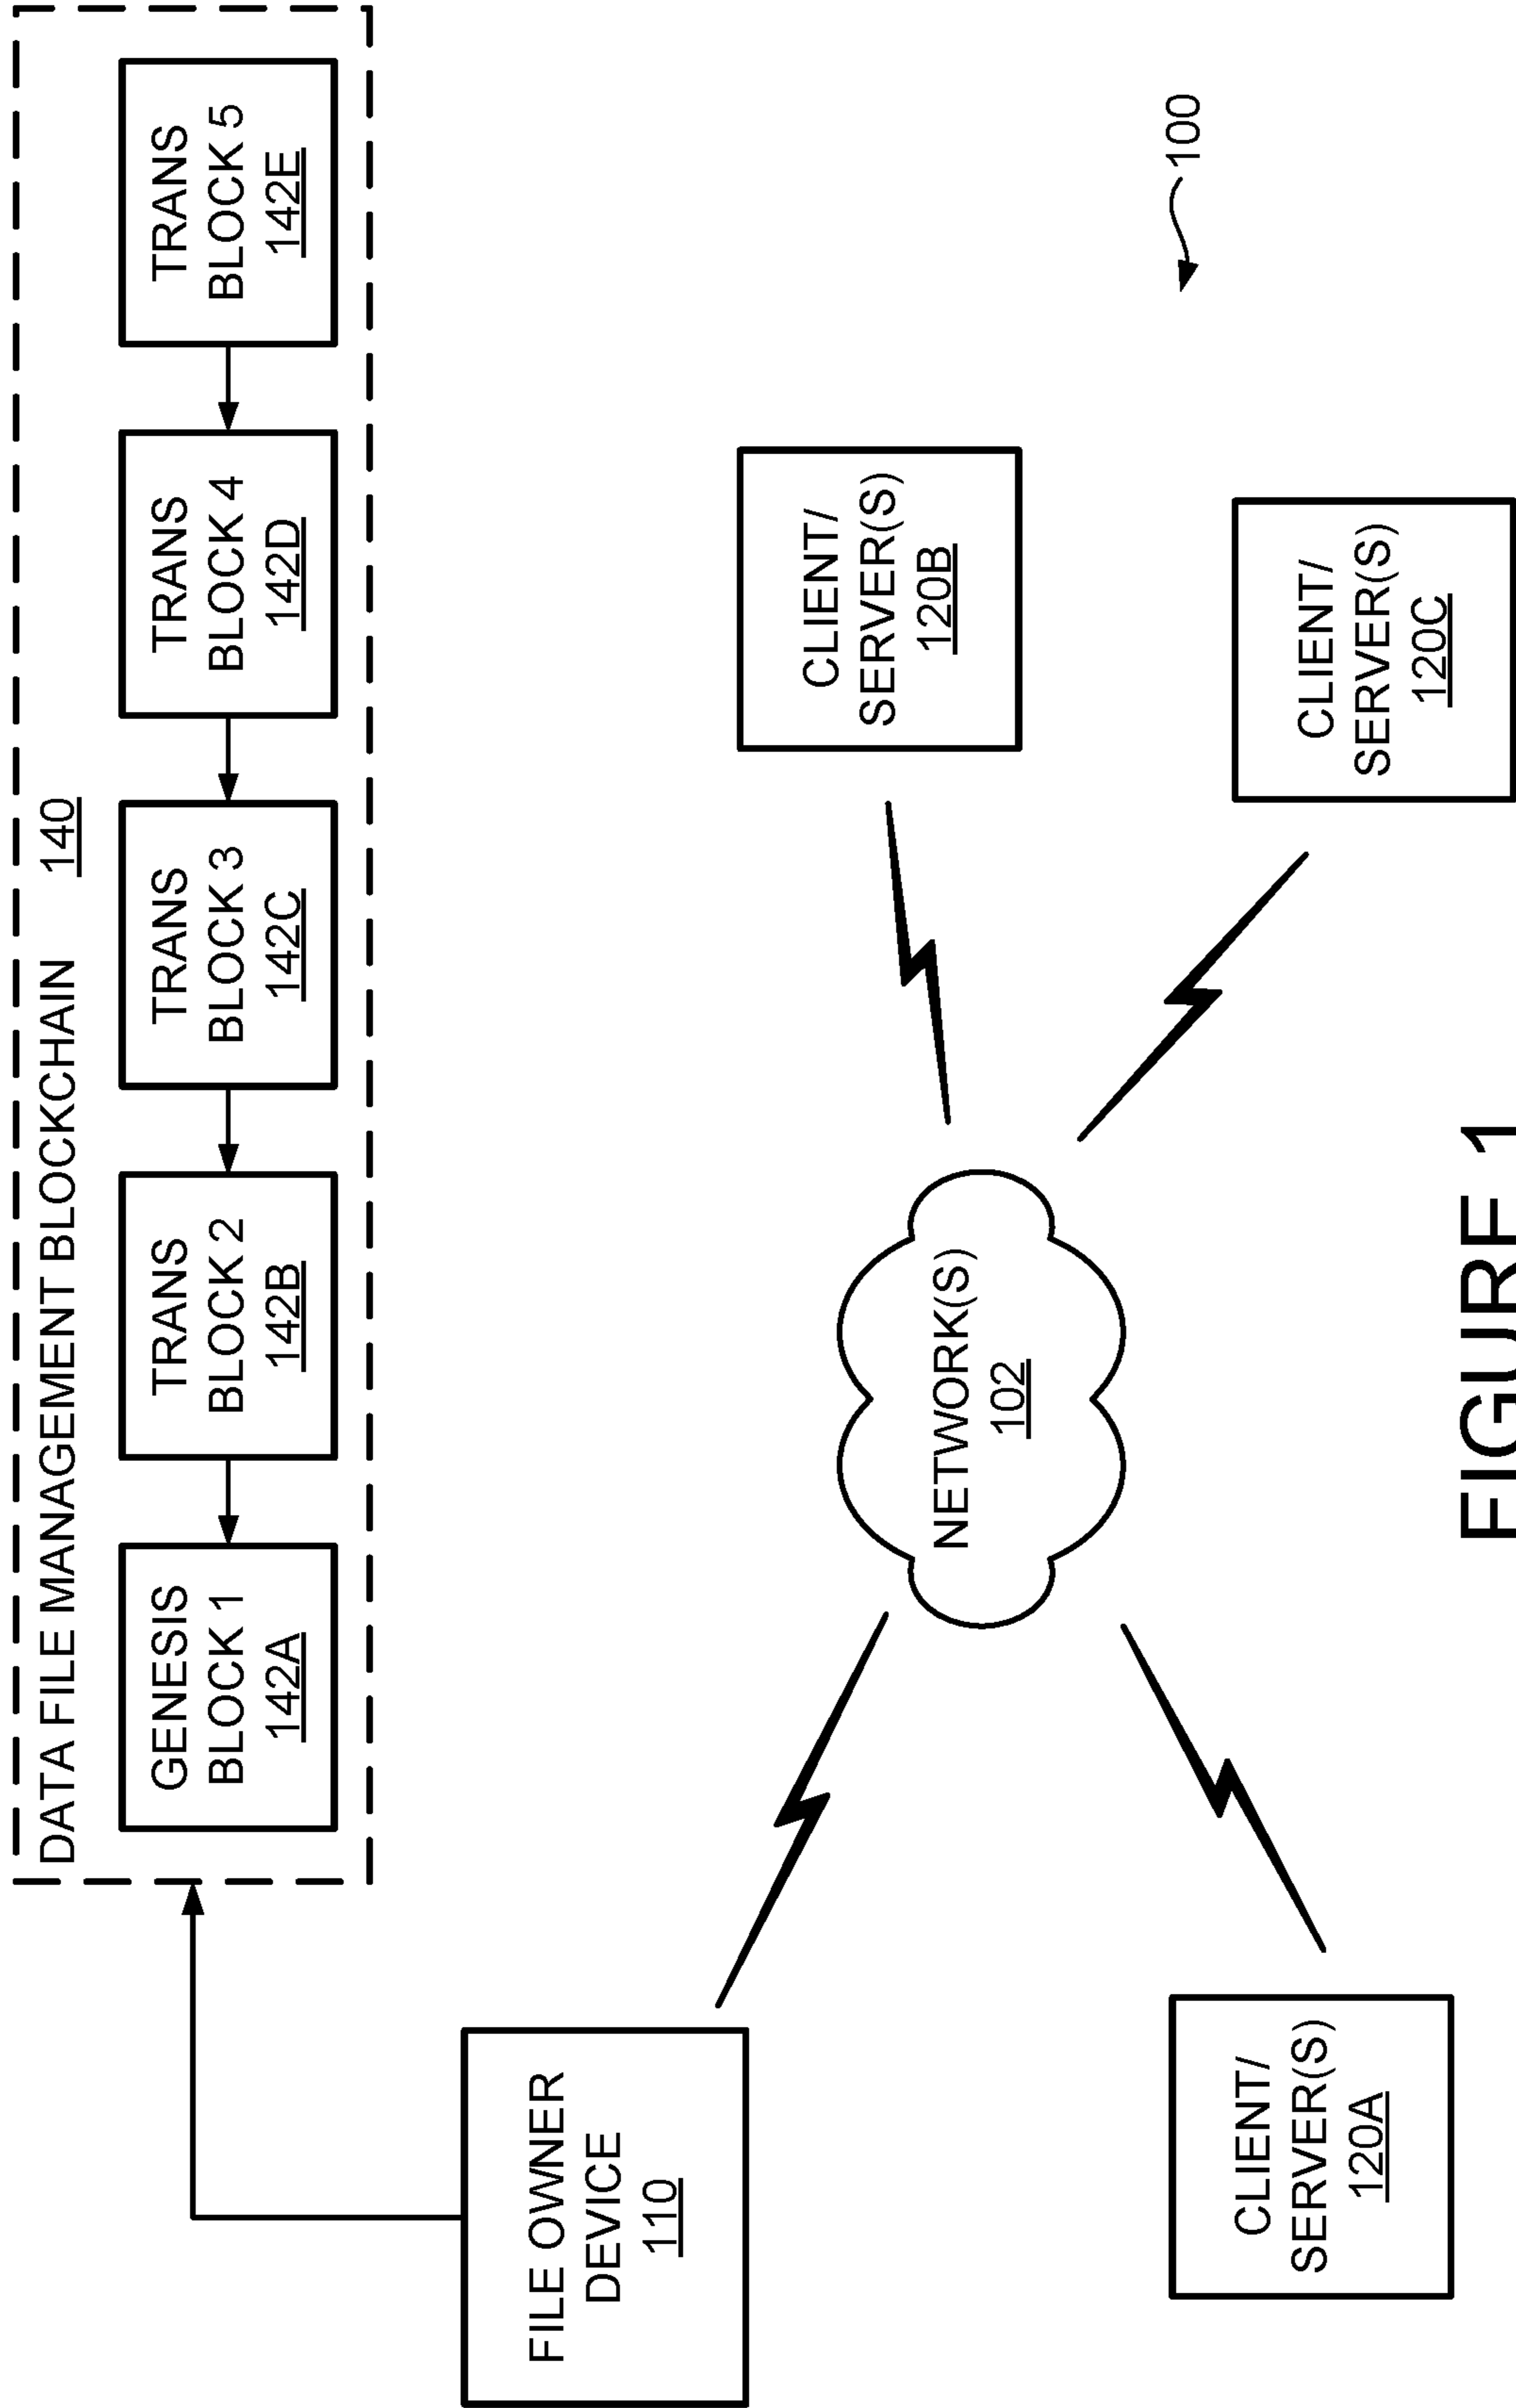 DATA FILE MANAGEMENT BLOCKCHAIN 140
GENESIS
BLOCK 1
142A
TRANS
BLOCK 2
142B
TRANS
BLOCK 3
142C
TRANS
BLOCK 4
142D
TRANS
BLOCK 5
142E
FILE OWNER
DEVICE
110
CLIENT/
SERVER(S)
120B
NETWORK(S)
102
100
CLIENT/
SERVER(S)
120A
CLIENT/
SERVER(S)
120C
FIGURE 1